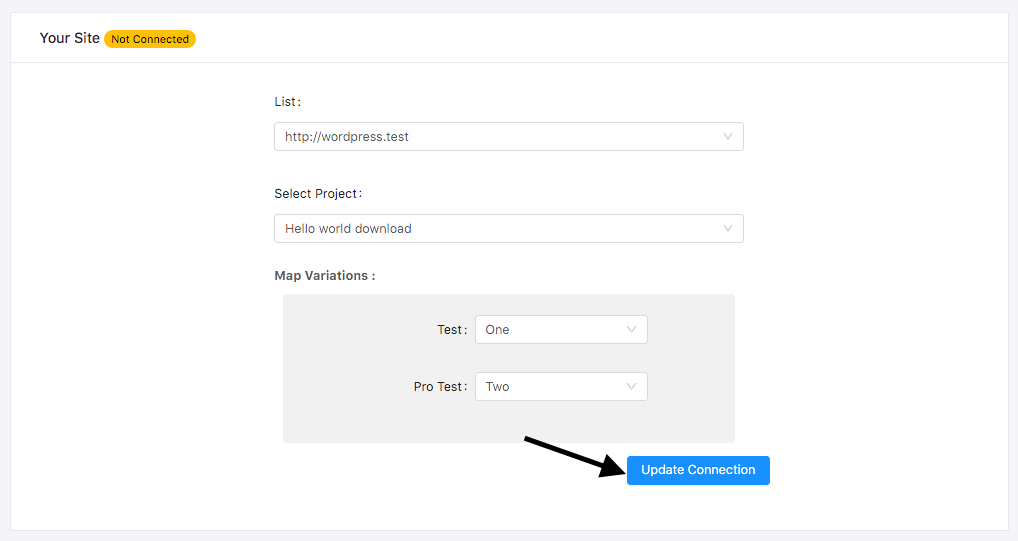 Your Site Not Connected
List:
http://wordpress.test
Select Project:
Hello world download
Map Variations :
Test: One
Pro Test: Two
Update Connection